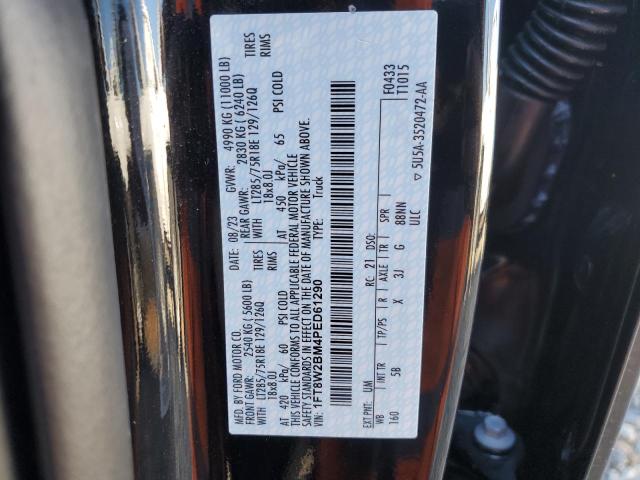 MFD. BY FORD MOTOR CO.
08/23 GVWR: 4990 KG (11000 LB)
FRONT GAWR: 2540 KG (5600 LB) REAR GAWR: 2830 KG (6240 LB)
LT285/75R18E 129/126Q TIRES WITH LT285/75R18E 129/126Q TIRES
18x8.0J RIMS 18x8.0J RIMS
AT 420 kPa/ 60 PSI COLD AT 450 kPa/ 65 PSI COLD
THIS VEHICLE CONFORMS TO ALL APPLICABLE FEDERAL MOTOR VEHICLE
SAFETY STANDARDS IN EFFECT ON THE DATE OF MANUFACTURE SHOWN ABOVE.
VIN: 1FT8W2BM4PED61290 TYPE: Truck
F0433
T1015
EXT PNT: UM RC: 21 DSO:
WB INT TR TP/PS R AXLE TR SPR
160 5B X 3J G 8BNN
ULC
▽ 5U5A-3520472-AA